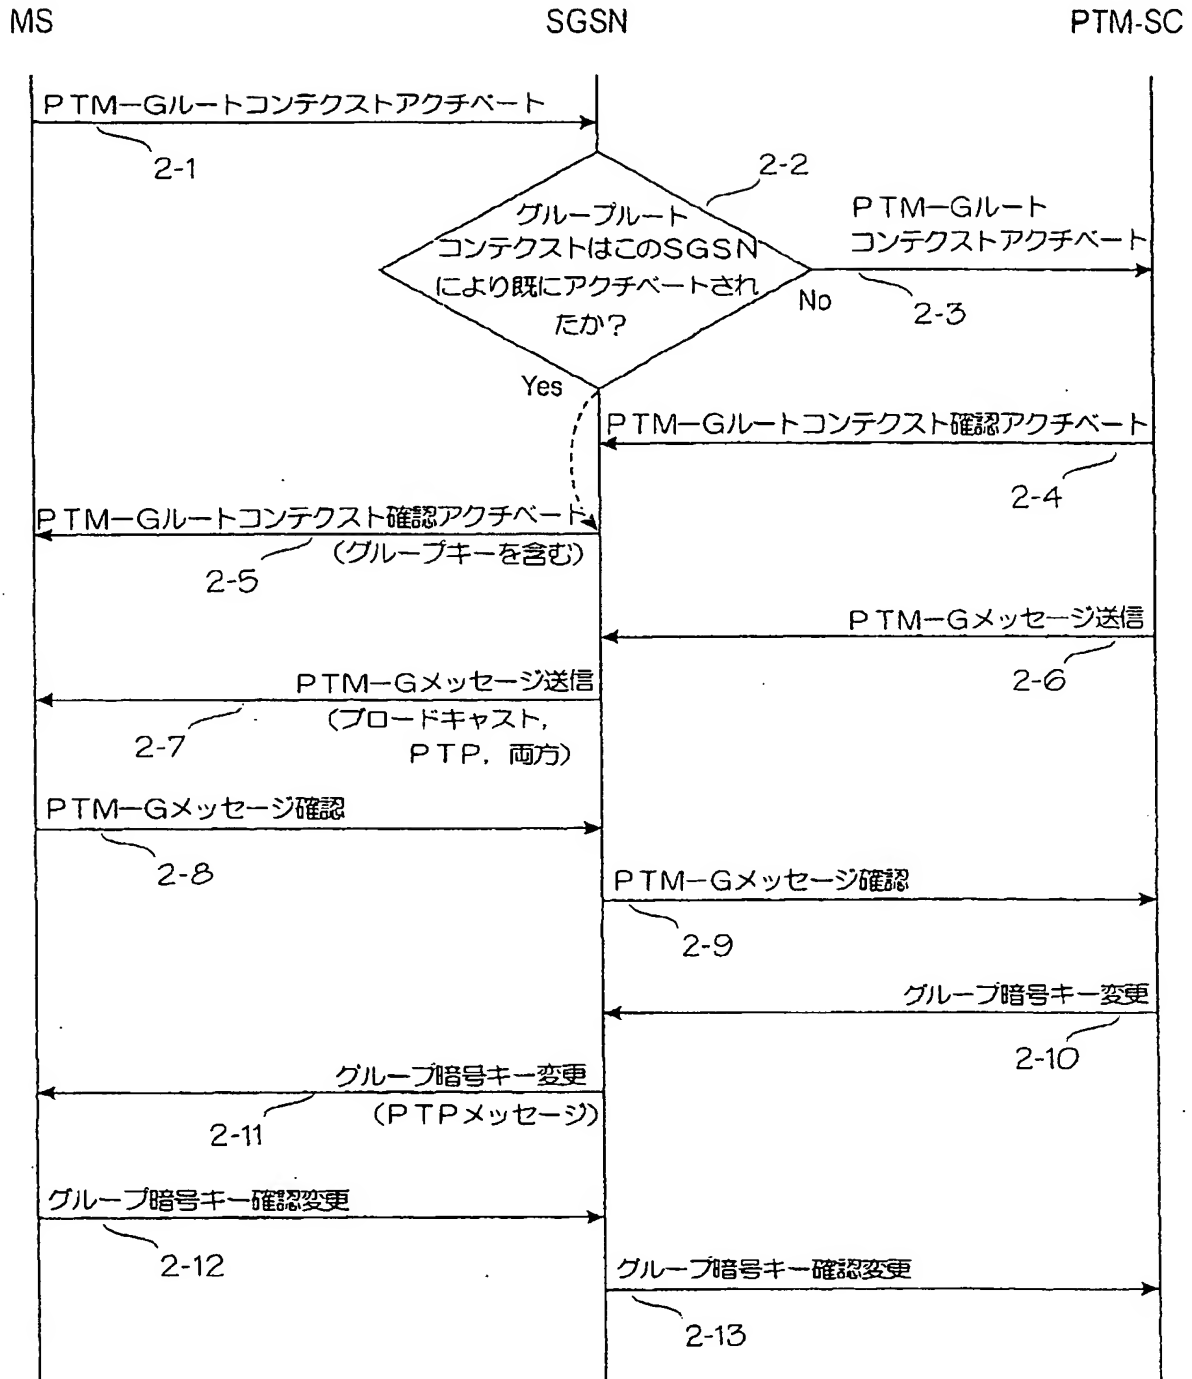 MS
SGSN
PTM-SC
PTM-Gルートコンテクストアクチベート
2-1
2-2
グループルート
コンテクストはこのSGSN
により既にアクチベートされ
たか?
PTM-Gルート
コンテクストアクチベート
No
2-3
Yes
PTM-Gルートコンテクスト確認アクチベート
2-4
PTM-Gルートコンテクスト確認アクチベート
(グループキーを含む)
2-5
PTM-Gメッセージ送信
2-6
PTM-Gメッセージ送信
(ブロードキャスト,
PTP, 両方)
2-7
PTM-Gメッセージ確認
2-8
PTM-Gメッセージ確認
2-9
グループ暗号キー変更
2-10
グループ暗号キー変更
(PTPメッセージ)
2-11
グループ暗号キー確認変更
2-12
グループ暗号キー確認変更
2-13